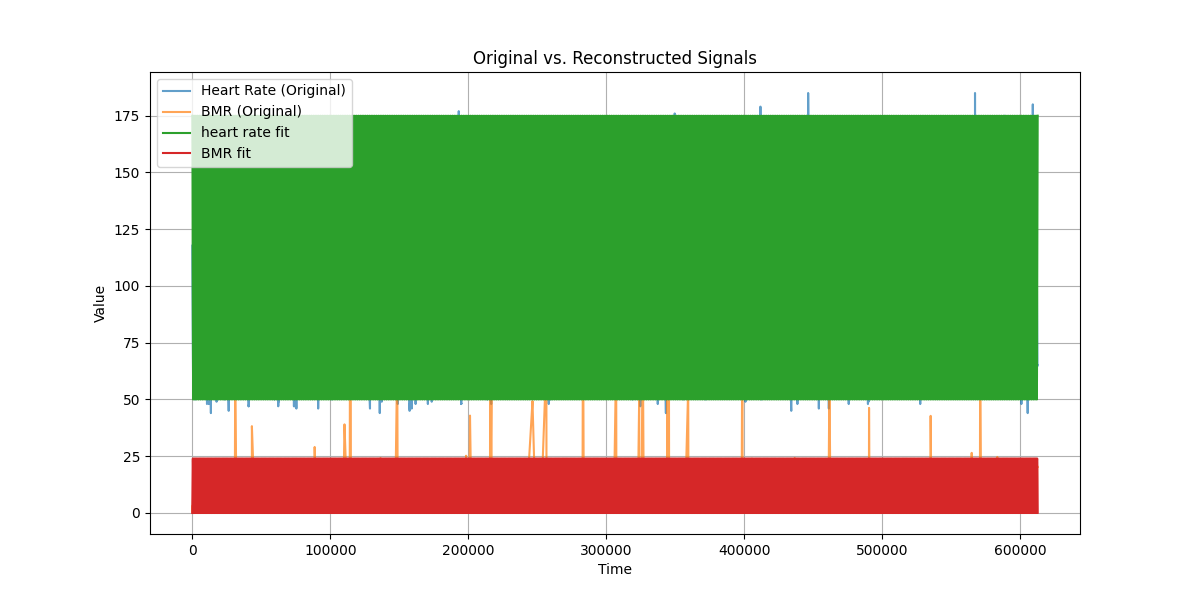 Original vs. Reconstructed Signals
Heart Rate (Original)
BMR (Original)
heart rate fit
BMR fit
175
150
125
100
75
50
25
0
Value
0 100000 200000 300000 400000 500000 600000
Time